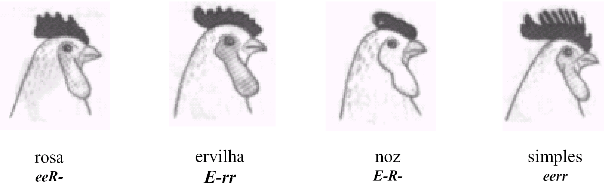 rosa ervilha noz simples
eeR- E-rr E-R- eerr